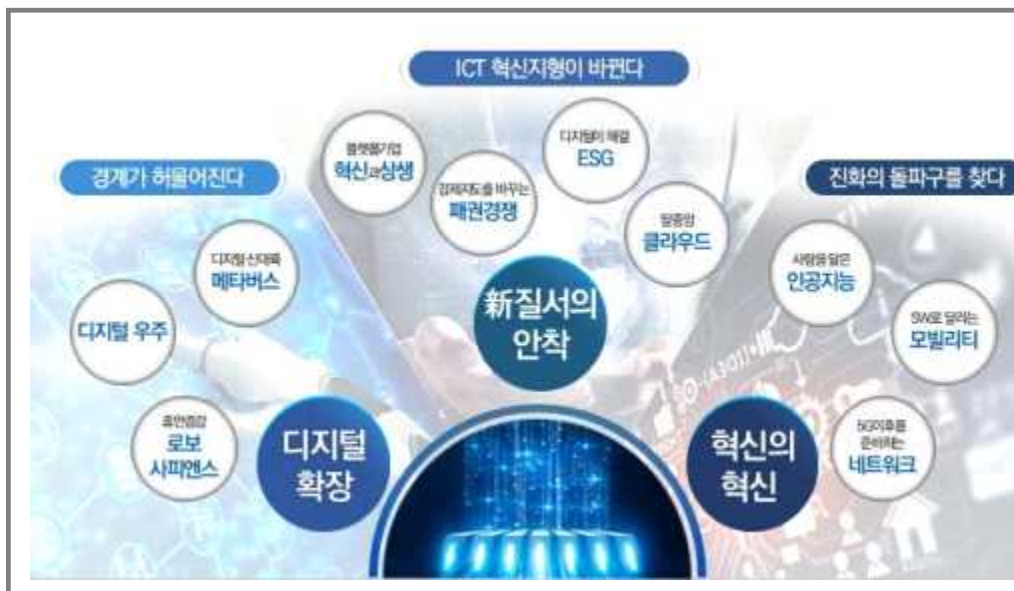 ICT 혁신지형이 바뀐다
플랫폼기업
혁신과상생
경제지도를 바꾸는
패권경쟁
디지털이 해결
ESG
팔방암
클라우드
新질서의
안착
경계가 허물어진다
디지털 신대륙
메타버스
디지털 우주
휴먼증강
로보
사피엔스
디지털
확장
진화의 돌파구를 찾다
사람을 닮은
인공지능
SW로 달리는
모빌리티
5G이후를
준비하는
네트워크
혁신의
혁신